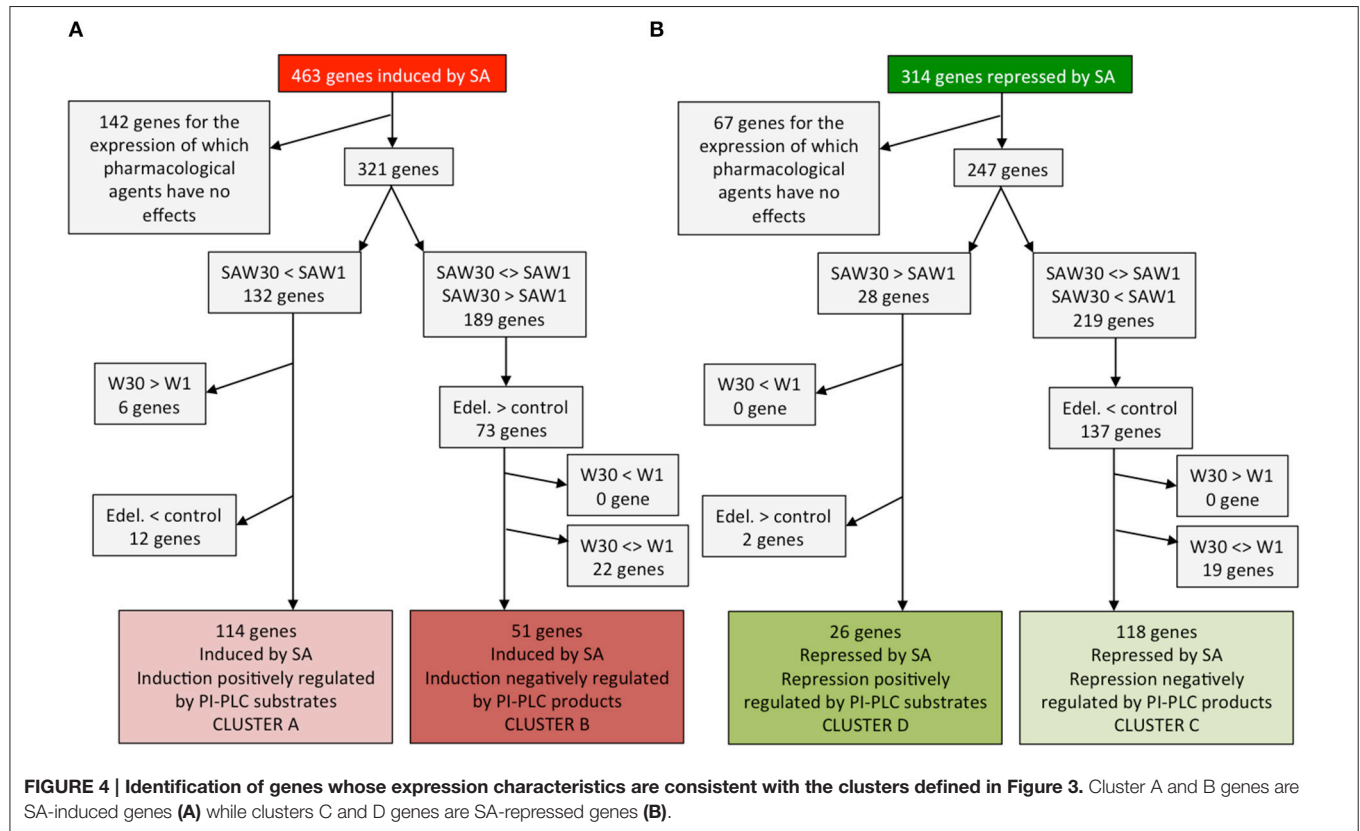 A
463 genes induced by SA
142 genes for the
expression of which
pharmacological
agents have no
effects
321 genes
SAW30 < SAW1
132 genes
SAW30 <> SAW1
SAW30 > SAW1
189 genes
W30 > W1
6 genes
Edel. > control
73 genes
W30 < W1
0 gene
Edel. < control
12 genes
W30 <> W1
22 genes
114 genes
Induced by SA
Induction positively regulated
by PI-PLC substrates
CLUSTER A
51 genes
Induced by SA
Induction negatively regulated
by PI-PLC products
CLUSTER B
B
314 genes repressed by SA
67 genes for the
expression of which
pharmacological
agents have no
effects
247 genes
SAW30 > SAW1
28 genes
SAW30 <> SAW1
SAW30 < SAW1
219 genes
W30 < W1
0 gene
Edel. < control
137 genes
W30 > W1
0 gene
Edel. > control
2 genes
W30 <> W1
19 genes
26 genes
Repressed by SA
Repression positively
regulated by PI-PLC substrates
CLUSTER D
118 genes
Repressed by SA
Repression negatively
regulated by PI-PLC products
CLUSTER C
FIGURE 4 | Identification of genes whose expression characteristics are consistent with the clusters defined in Figure 3. Cluster A and B genes are
SA-induced genes (A) while clusters C and D genes are SA-repressed genes (B).